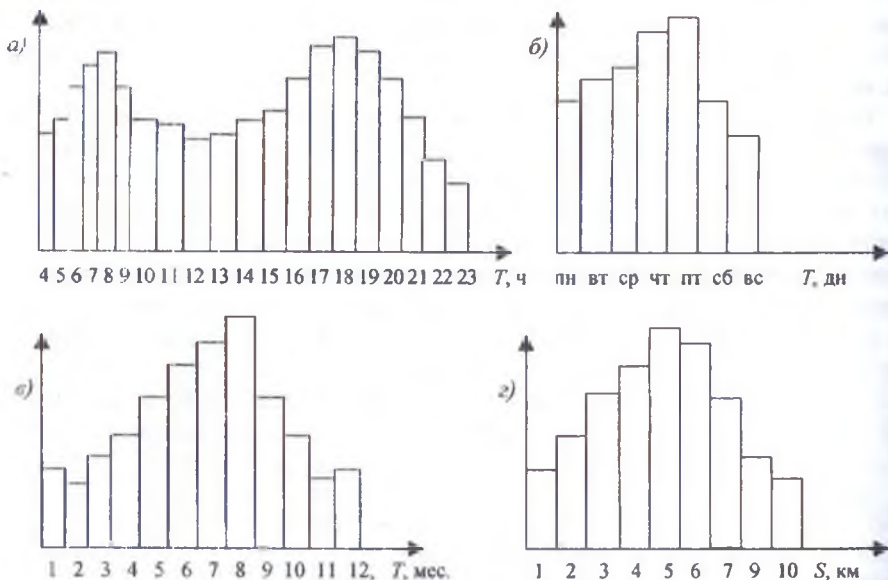 а)
4 5 6 7 8 9 10 11 12 13 14 15 16 17 18 19 20 21 22 23 T, ч
б)
пн вт ср чт пт сб вс T, дн
в)
1 2 3 4 5 6 7 8 9 10 11 12, T, мес.
г)
1 2 3 4 5 6 7 9 10 S, км